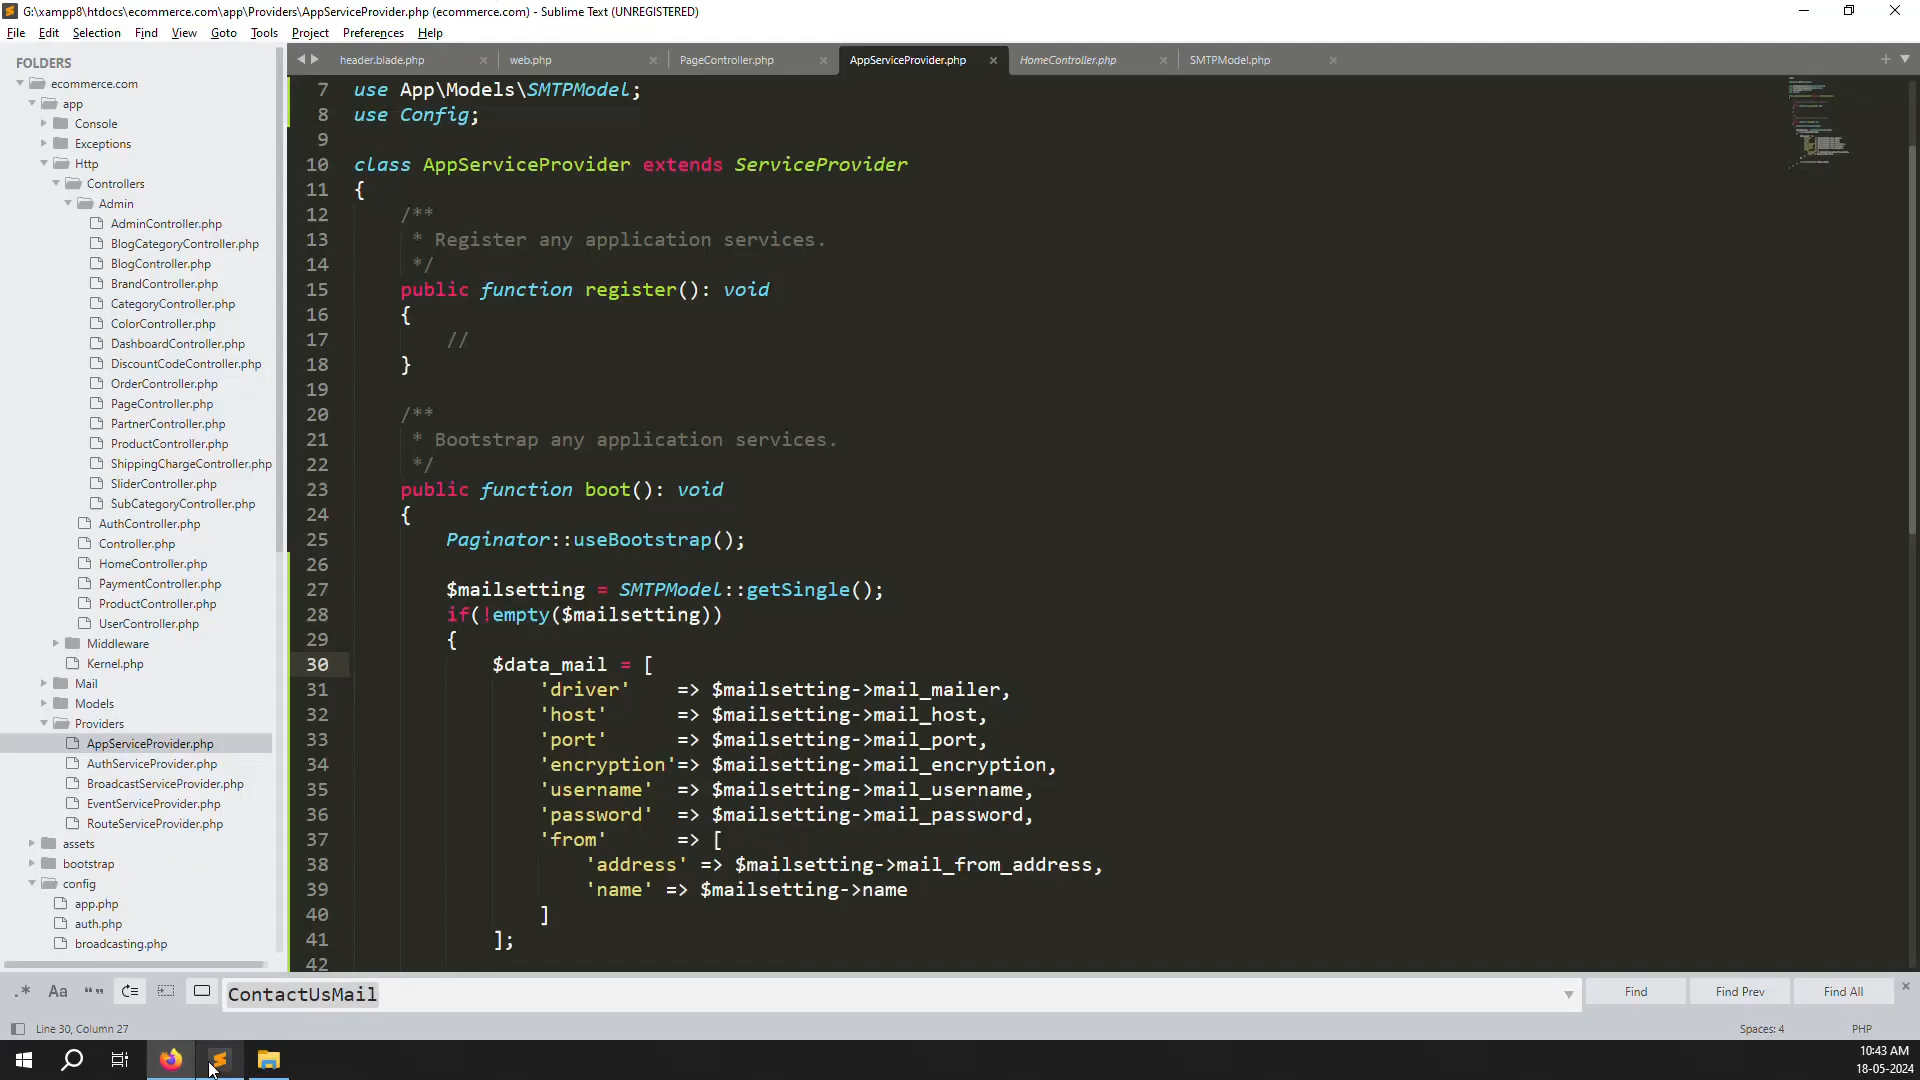 G:\xampp8\htdocs\ecommerce.com\app\Providers\AppServiceProvider.php (ecommerce.com) - Sublime Text (UNREGISTERED)
File Edit Selection Find View Goto Tools Project Preferences Help
FOLDERS
ecommerce.com
app
Console
Exceptions
Http
Controllers
Admin
AdminController.php
BlogCategoryController.php
BlogController.php
BrandController.php
CategoryController.php
ColorController.php
DashboardController.php
DiscountCodeController.php
OrderController.php
PageController.php
PartnerController.php
ProductController.php
ShippingChargeController.php
SliderController.php
SubCategoryController.php
AuthController.php
Controller.php
HomeController.php
PaymentController.php
ProductController.php
UserController.php
Middleware
Kernel.php
Mail
Models
Providers
AppServiceProvider.php
AuthServiceProvider.php
BroadcastServiceProvider.php
EventServiceProvider.php
RouteServiceProvider.php
assets
bootstrap
config
app.php
auth.php
broadcasting.php
header.blade.php web.php PageController.php AppServiceProvider.php HomeController.php SMTPModel.php
7 use App\Models\SMTPModel;
8 use Config;
9
10 class AppServiceProvider extends ServiceProvider
11 {
12 /**
13 * Register any application services.
14 */
15 public function register(): void
16 {
17 //
18 }
19
20 /**
21 * Bootstrap any application services.
22 */
23 public function boot(): void
24 {
25 Paginator::useBootstrap();
26
27 $mailsetting = SMTPModel::getSingle();
28 if(!empty($mailsetting))
29 {
30 $data_mail = [
31 'driver' => $mailsetting->mail_mailer,
32 'host' => $mailsetting->mail_host,
33 'port' => $mailsetting->mail_port,
34 'encryption'=> $mailsetting->mail_encryption,
35 'username' => $mailsetting->mail_username,
36 'password' => $mailsetting->mail_password,
37 'from' => [
38 'address' => $mailsetting->mail_from_address,
39 'name' => $mailsetting->name
40 ]
41 ];
42
.* Aa “ ” ContactUsMail Find Find Prev Find All
Line 30, Column 27 Spaces: 4 PHP
10:43 AM
18-05-2024